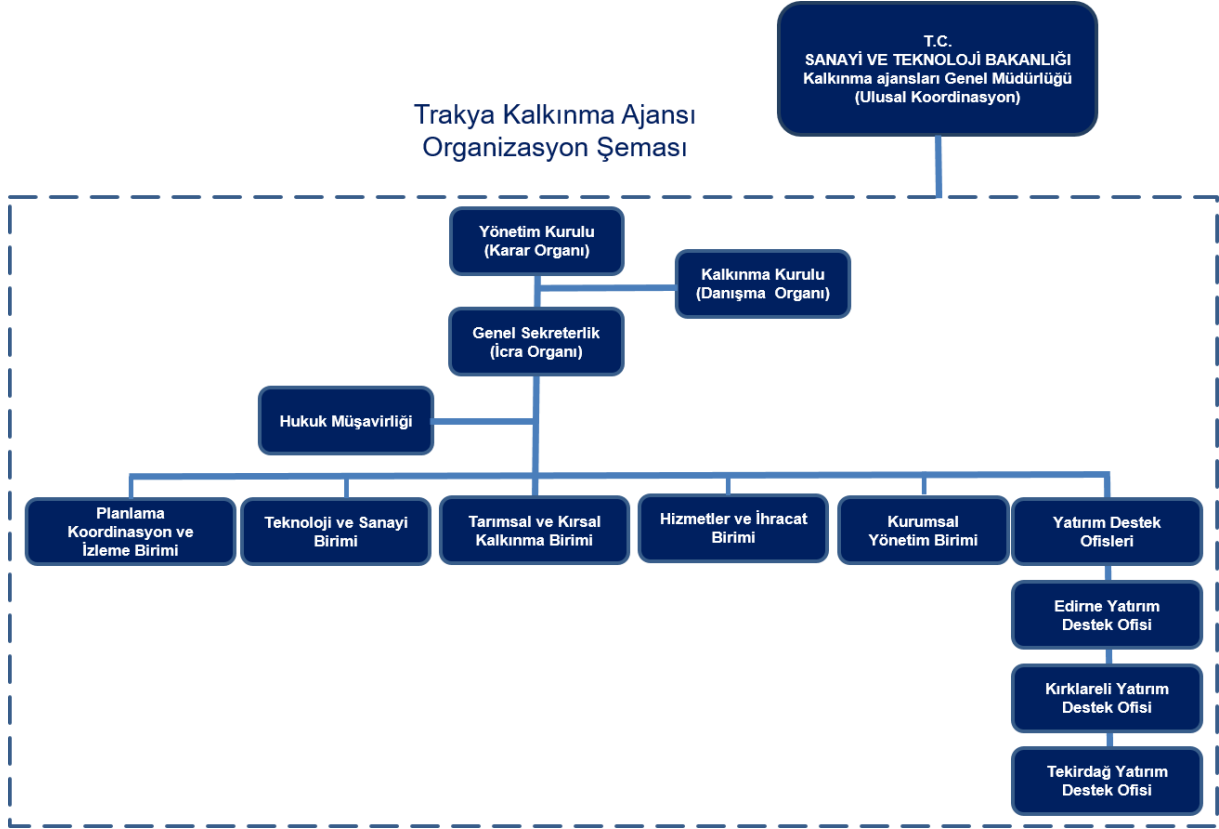 T.C.
SANAYİ VE TEKNOLOJİ BAKANLIĞI
Kalkınma ajansları Genel Müdürlüğü
(Ulusal Koordinasyon)
Trakya Kalkınma Ajansı
Organizasyon Şeması
Yönetim Kurulu
(Karar Organı)
Kalkınma Kurulu
(Danışma Organı)
Genel Sekreterlik
(İcra Organı)
Hukuk Müşavirliği
Planlama
Koordinasyon ve
İzleme Birimi
Teknoloji ve Sanayi
Birimi
Tarımsal ve Kırsal
Kalkınma Birimi
Hizmetler ve İhracat
Birimi
Kurumsal
Yönetim Birimi
Yatırım Destek
Ofisleri
Edirne Yatırım
Destek Ofisi
Kırklareli Yatırım
Destek Ofisi
Tekirdağ Yatırım
Destek Ofisi